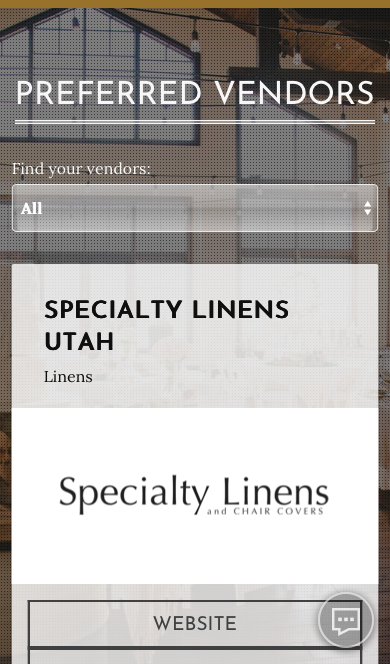 PREFERRED VENDORS
Find your vendors:
All
SPECIALTY LINENS
UTAH
Linens
Specialty Linens
and CHAIR COVERS
WEBSITE